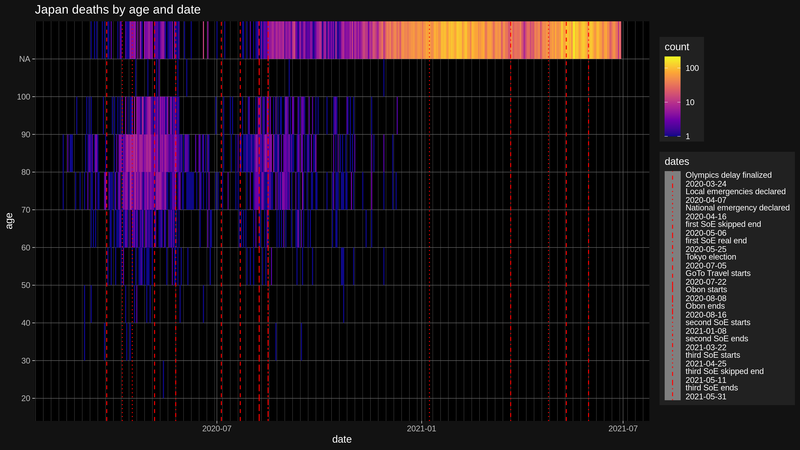 Japan deaths by age and date
NA
100
90
80
70
60
50
40
30
20
age
2020-07
2021-01
2021-07
date
count
100
10
1
dates
Olympics delay finalized
2020-03-24
Local emergencies declared
2020-04-07
National emergency declared
2020-04-16
first SoE skipped end
2020-05-06
first SoE real end
2020-05-25
Tokyo election
2020-07-05
GoTo Travel starts
2020-07-22
Obon starts
2020-08-08
Obon ends
2020-08-16
second SoE starts
2021-01-08
second SoE ends
2021-03-22
third SoE starts
2021-04-25
third SoE skipped end
2021-05-11
third SoE ends
2021-05-31